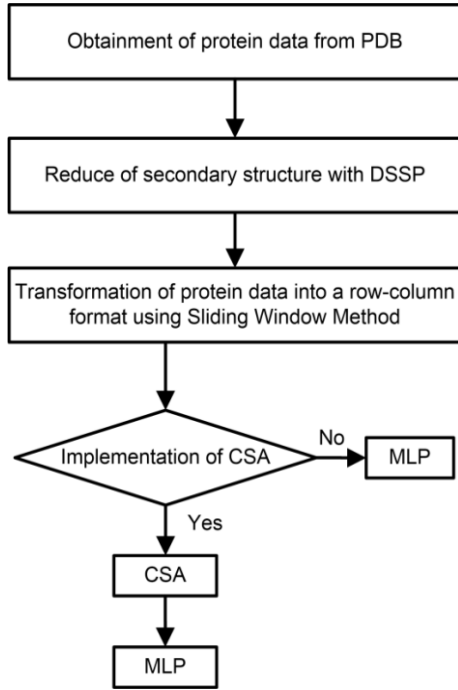 Obtainment of protein data from PDB
Reduce of secondary structure with DSSP
Transformation of protein data into a row-column
format using Sliding Window Method
Implementation of CSA
No
MLP
Yes
CSA
MLP